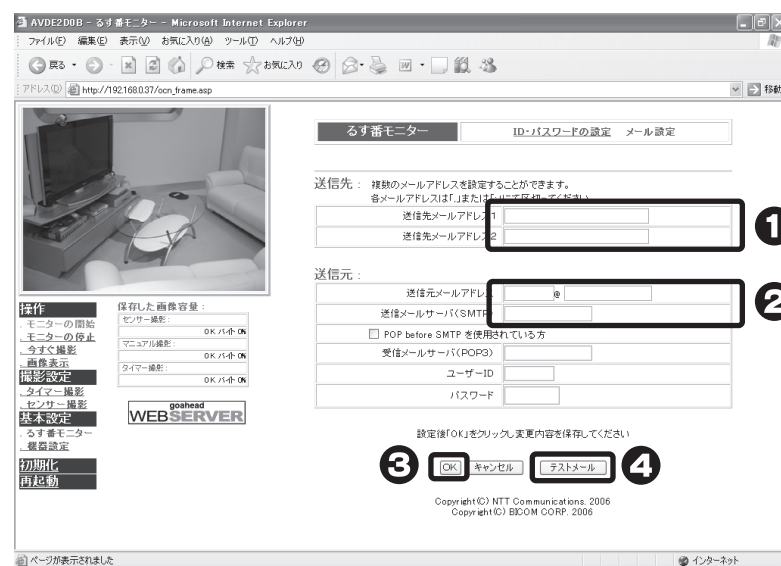 AVDE2D0B - るす番モニター - Microsoft Internet Explorer
ファイル(F) 編集(E) 表示(V) お気に入り(A) ツール(T) ヘルプ(H)
戻る 検索 お気に入り
アドレス(D) http://192.168.0.37/ocn_frame.asp 移動
るす番モニター ID・パスワードの設定 メール設定
送信先: 複数のメールアドレスを設定することができます。
各メールアドレスは「,」または「;」にて区切ってください
送信先メールアドレス1
送信先メールアドレス2
1
送信元:
送信元メールアドレス @
送信メールサーバ(SMTP)
2
POP before SMTP を使用されている方
受信メールサーバ(POP3)
ユーザーID
パスワード
設定後「OK」をクリックし変更内容を保存してください
3 OK キャンセル テストメール 4
Copyright(C) NTT Communications. 2006
Copyright(C) BICOM CORP. 2006
操作
.モニターの開始
.モニターの停止
.今すぐ撮影
.画像表示
撮影設定
.タイマー撮影
.センサー撮影
基本設定
.るす番モニター
.機器設定
初期化
再起動
保存した画像容量:
センサー撮影:
0K バイト 0%
マニュアル撮影:
0K バイト 0%
タイマー撮影:
0K バイト 0%
goahead
WEBSERVER
ページが表示されました インターネット